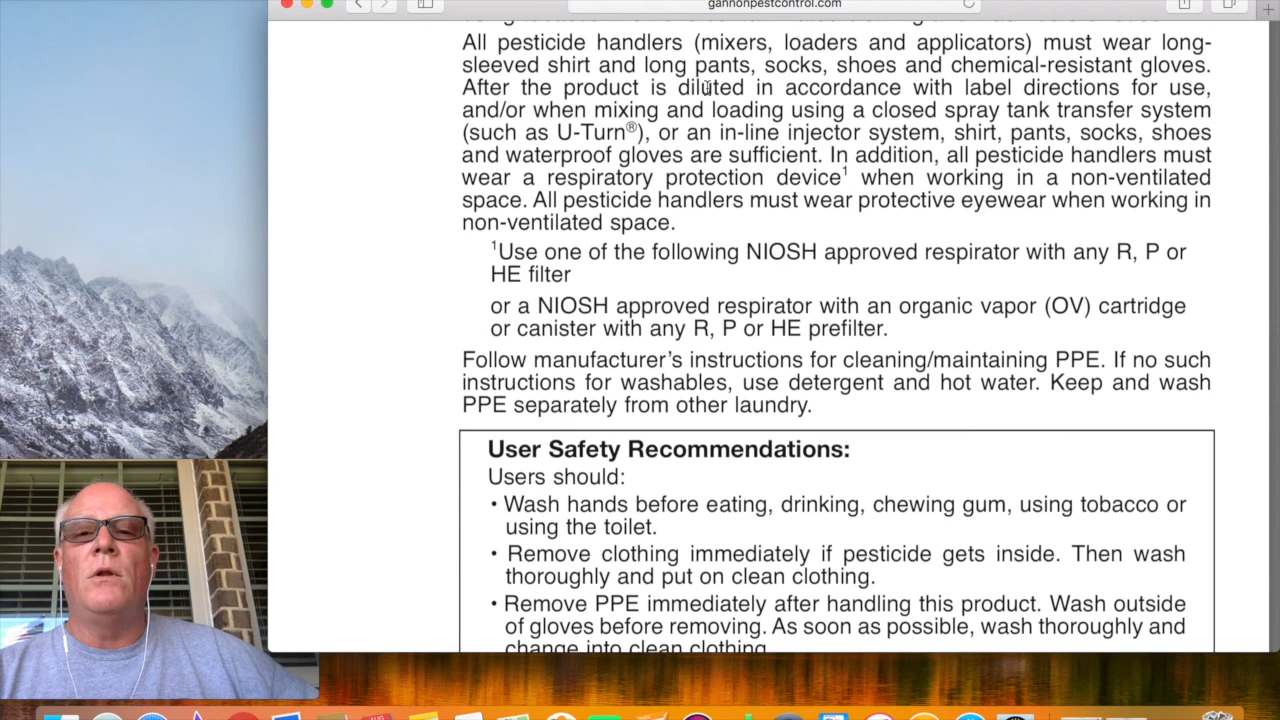 gannonpestcontrol.com
All pesticide handlers (mixers, loaders and applicators) must wear long-
sleeved shirt and long pants, socks, shoes and chemical-resistant gloves.
After the product is diluted in accordance with label directions for use,
and/or when mixing and loading using a closed spray tank transfer system
(such as U-Turn®), or an in-line injector system, shirt, pants, socks, shoes
and waterproof gloves are sufficient. In addition, all pesticide handlers must
wear a respiratory protection device¹ when working in a non-ventilated
space. All pesticide handlers must wear protective eyewear when working in
non-ventilated space.
¹Use one of the following NIOSH approved respirator with any R, P or
HE filter
or a NIOSH approved respirator with an organic vapor (OV) cartridge
or canister with any R, P or HE prefilter.
Follow manufacturer's instructions for cleaning/maintaining PPE. If no such
instructions for washables, use detergent and hot water. Keep and wash
PPE separately from other laundry.
User Safety Recommendations:
Users should:
• Wash hands before eating, drinking, chewing gum, using tobacco or
using the toilet.
• Remove clothing immediately if pesticide gets inside. Then wash
thoroughly and put on clean clothing.
• Remove PPE immediately after handling this product. Wash outside
of gloves before removing. As soon as possible, wash thoroughly and
change into clean clothing.